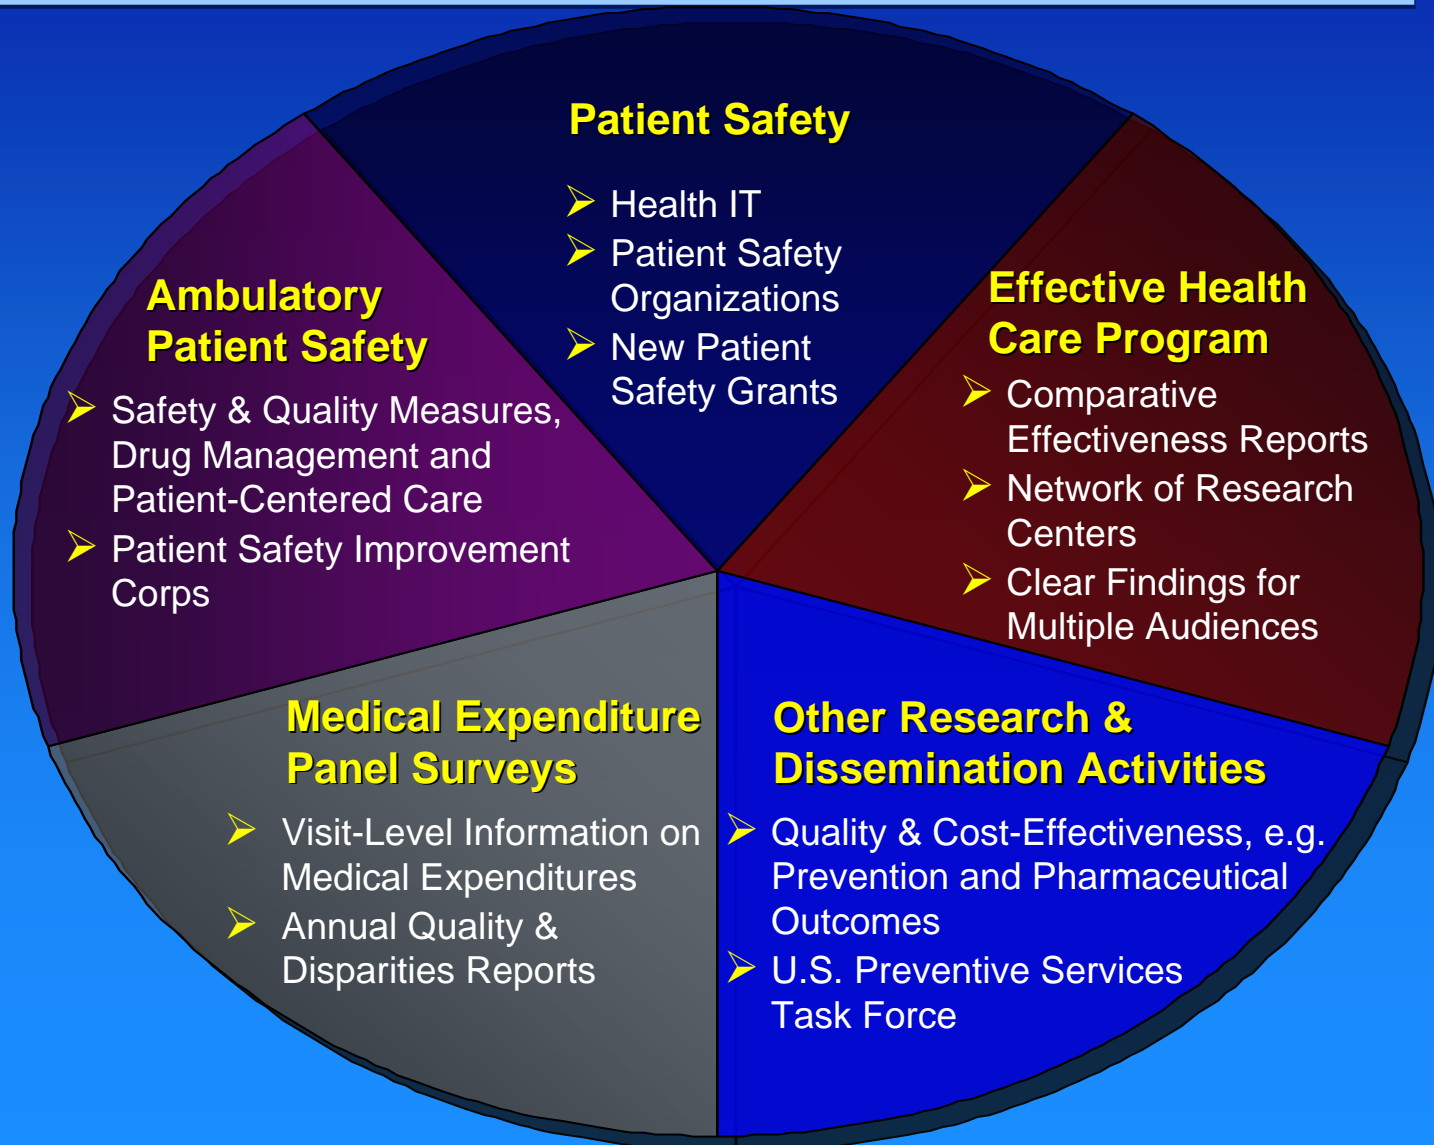 Patient Safety
➢ Health IT
➢ Patient Safety
Organizations
➢ New Patient
Safety Grants
Ambulatory
Patient Safety
➢ Safety & Quality Measures,
Drug Management and
Patient-Centered Care
➢ Patient Safety Improvement
Corps
Effective Health
Care Program
➢ Comparative
Effectiveness Reports
➢ Network of Research
Centers
➢ Clear Findings for
Multiple Audiences
Medical Expenditure
Panel Surveys
➢ Visit-Level Information on
Medical Expenditures
➢ Annual Quality &
Disparities Reports
Other Research &
Dissemination Activities
➢ Quality & Cost-Effectiveness, e.g.
Prevention and Pharmaceutical
Outcomes
➢ U.S. Preventive Services
Task Force